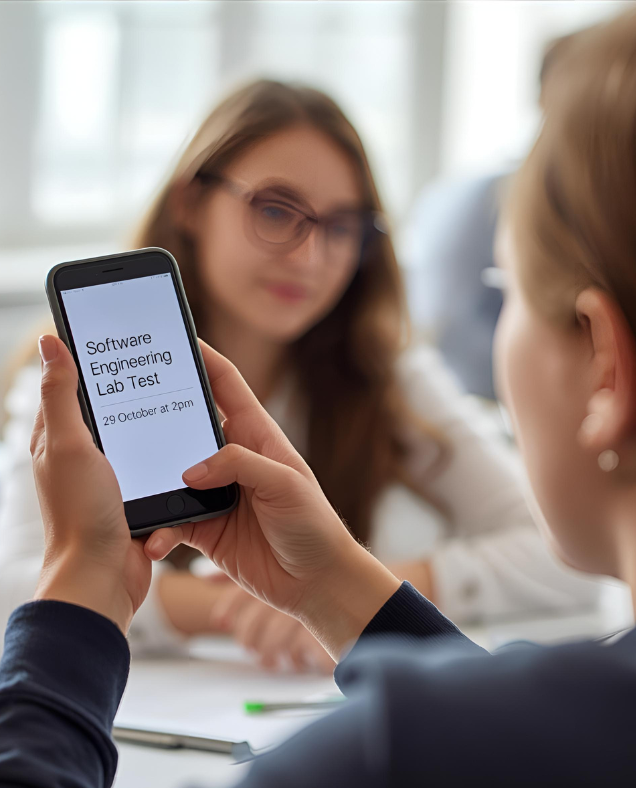 Software
Engineering
Lab Test
29 October at 2pm